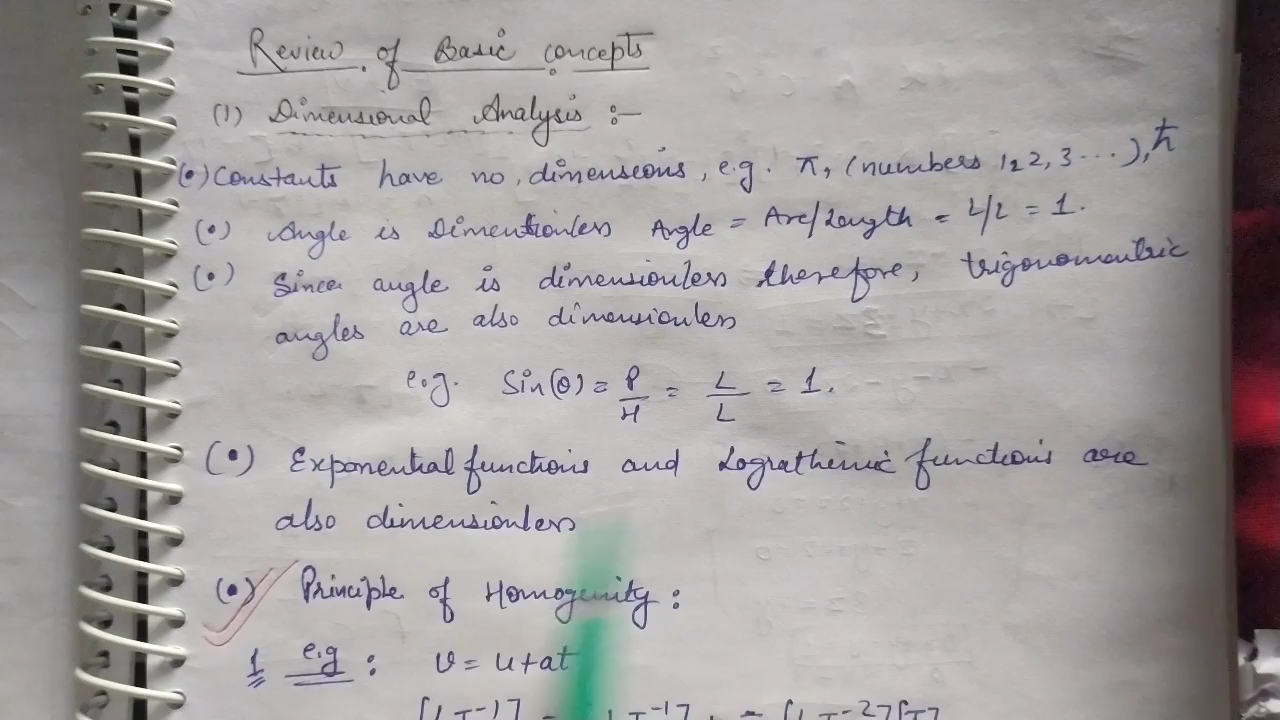 Review of Basic concepts
(1) Dimensional Analysis :-
(•) Constants have no dimensions, e.g. π, (numbers 1, 2, 3 ...), ℏ
(•) Angle is Dimentionless Angle = Arc/Length = L/L = 1.
(•) Since angle is dimensionless therefore, trigonomentric
angles are also dimensionless
e.g. Sin(θ) = P/H = L/L = 1.
(•) Exponential functions and Lograthimic functions are
also dimensionless
(•) Principle of Homogenity :
1 e.g : v = u + at